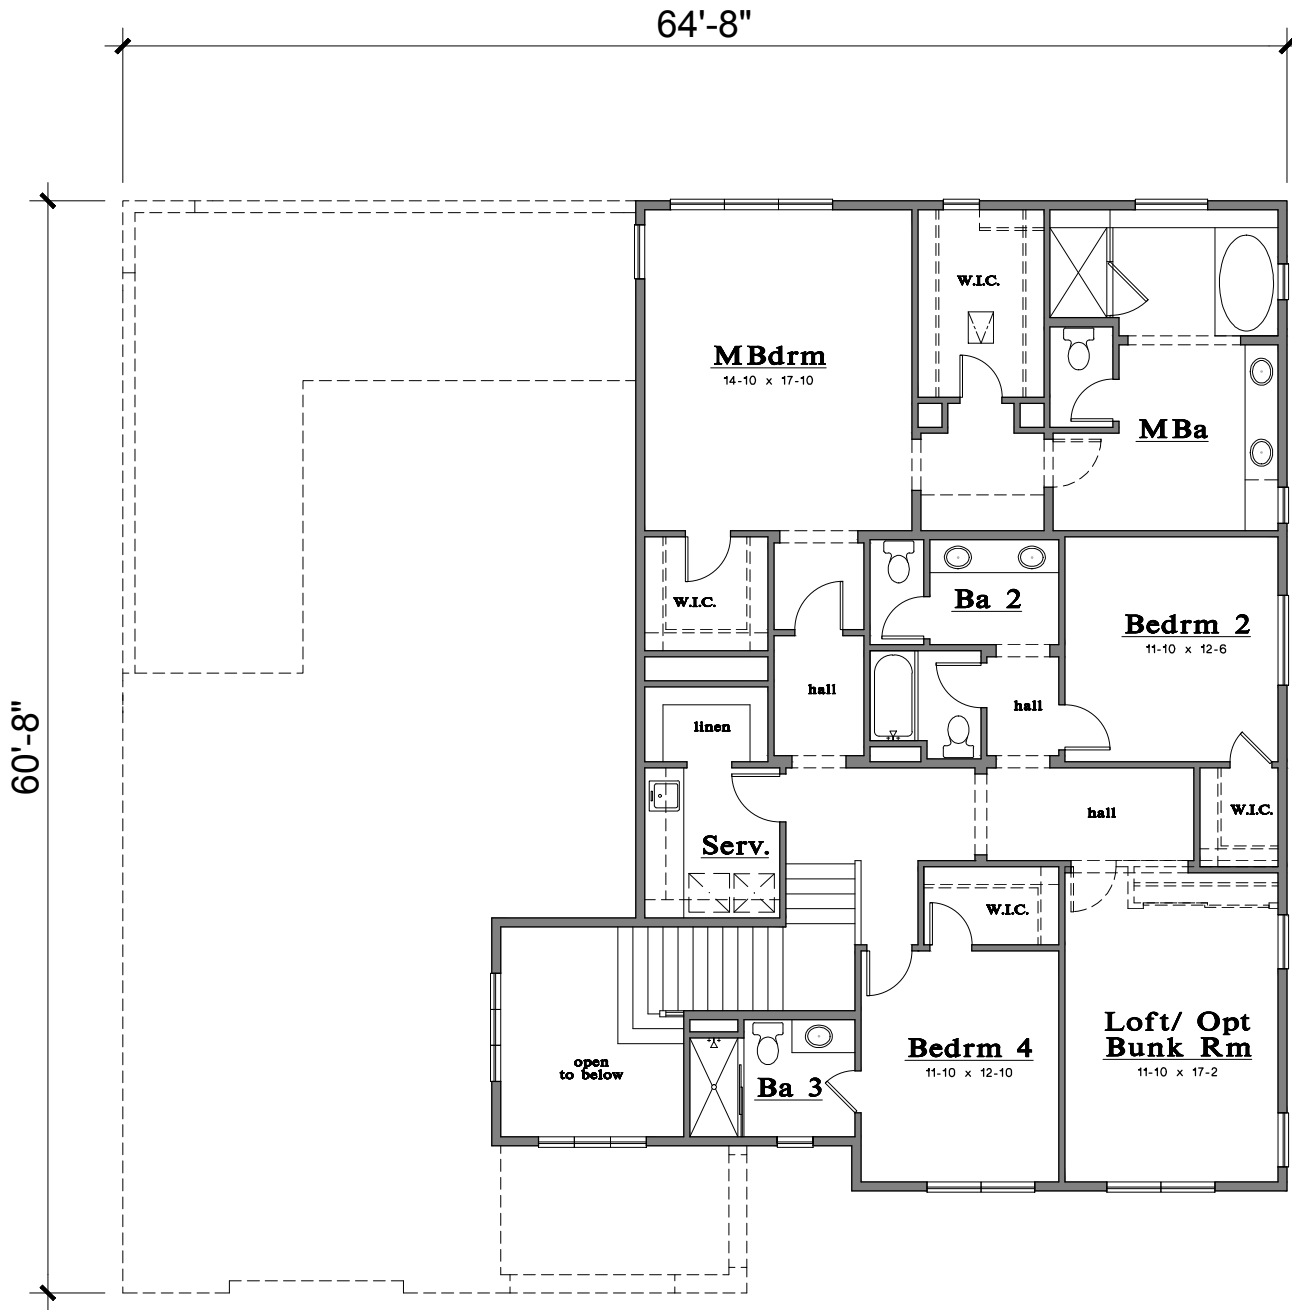 64'-8"
60'-8"
W.I.C.
MBdrm
14-10 x 17-10
MBa
W.I.C.
Ba 2
Bedrm 2
11-10 x 12-6
hall
hall
linen
hall
W.I.C.
Serv.
W.I.C.
Loft/ Opt
Bunk Rm
11-10 x 17-2
Bedrm 4
11-10 x 12-10
open
to below
Ba 3